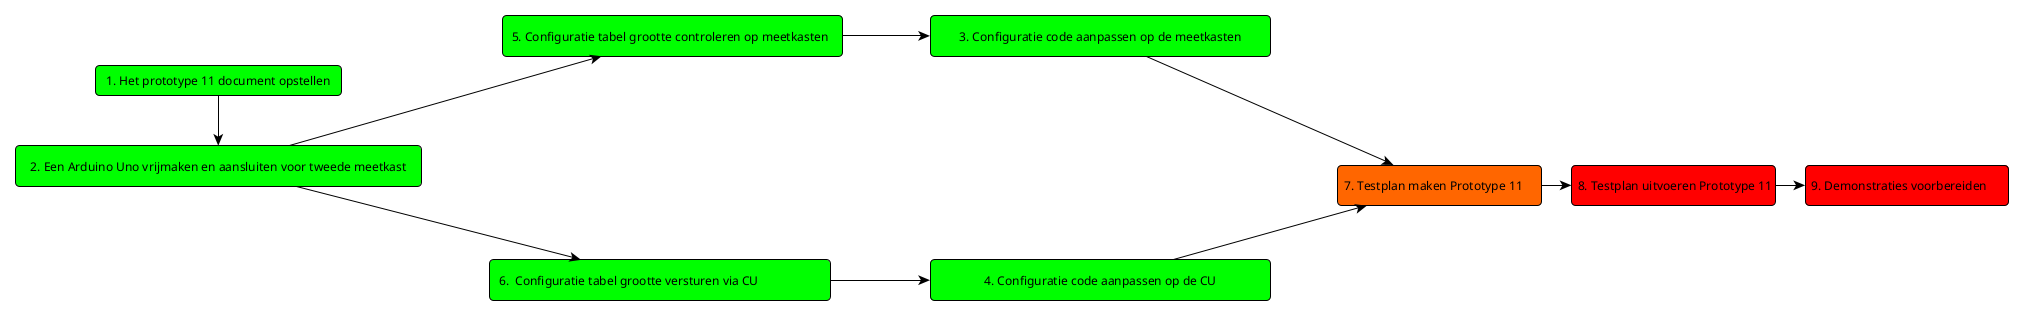 5. Configuratie tabel grootte controleren op meetkasten
3. Configuratie code aanpassen op de meetkasten
1. Het prototype 11 document opstellen
2. Een Arduino Uno vrijmaken en aansluiten voor tweede meetkast
7. Testplan maken Prototype 11
8. Testplan uitvoeren Prototype 11
9. Demonstraties voorbereiden
6. Configuratie tabel grootte versturen via CU
4. Configuratie code aanpassen op de CU